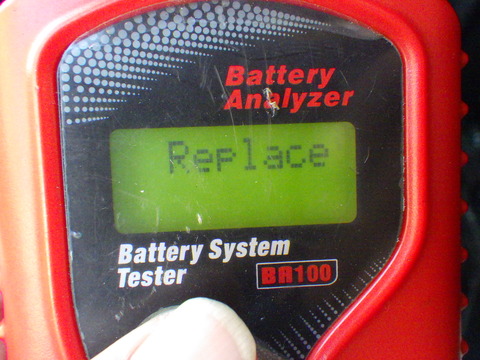 Battery
Analyzer
Replace
Battery System
Tester
BA100